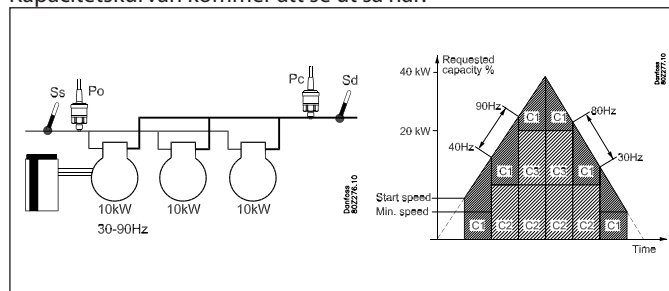 Kapacitetskurvan kommer att se ut så här:
Ss
Po
Pc
Sd
10kW
10kW
10kW
30-90Hz
Danfoss
80Z276.10
Requested
capacity %
40 kW
20 kW
90Hz
40Hz
80Hz
30Hz
Start speed
Min. speed
C1
C1
C1
C3
C3
C1
C1
C2
C2
C2
C2
C1
Time
Danfoss
80Z277.10